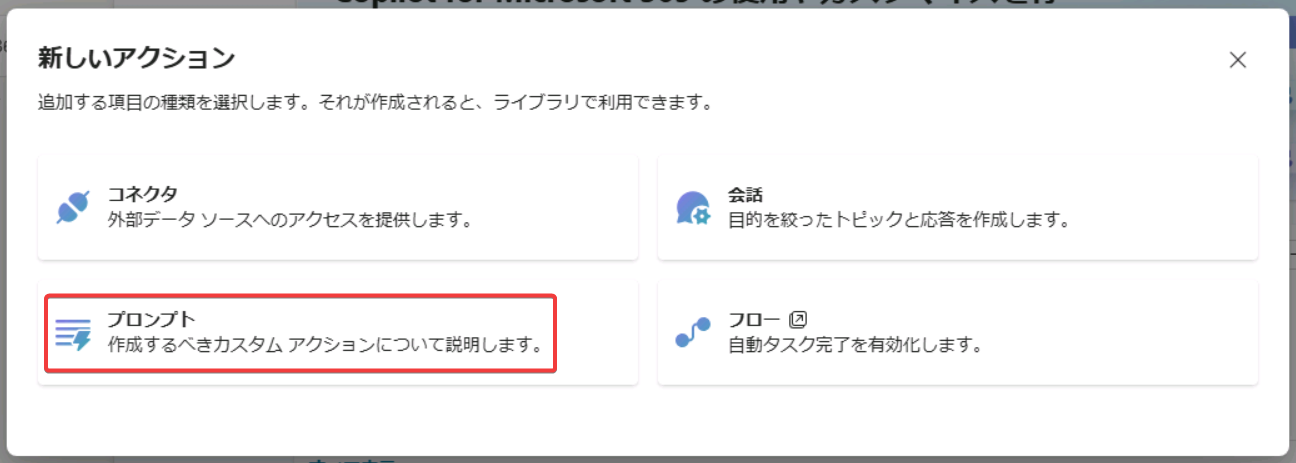 新しいアクション
追加する項目の種類を選択します。それが作成されると、ライブラリで利用できます。
コネクタ
外部データ ソースへのアクセスを提供します。
会話
目的を絞ったトピックと応答を作成します。
プロンプト
作成するべきカスタム アクションについて説明します。
フロー
自動タスク完了を有効化します。